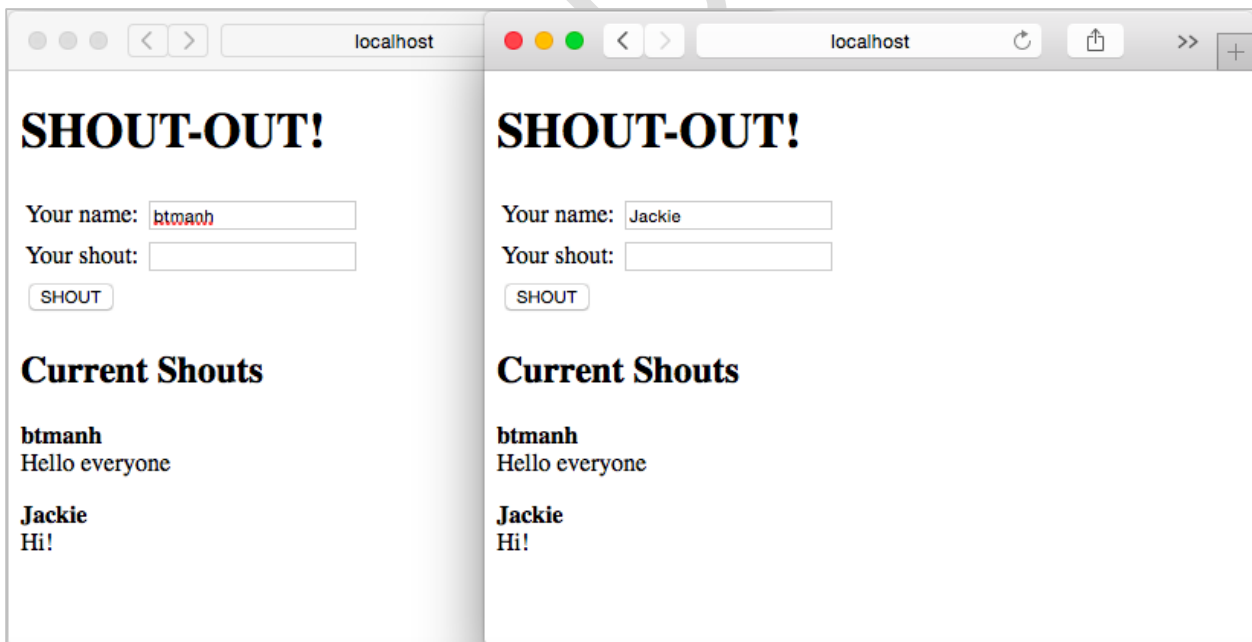 localhost
SHOUT-OUT!
Your name: btmanh
Your shout:
SHOUT
Current Shouts
btmanh
Hello everyone
Jackie
Hi!
localhost
SHOUT-OUT!
Your name: Jackie
Your shout:
SHOUT
Current Shouts
btmanh
Hello everyone
Jackie
Hi!